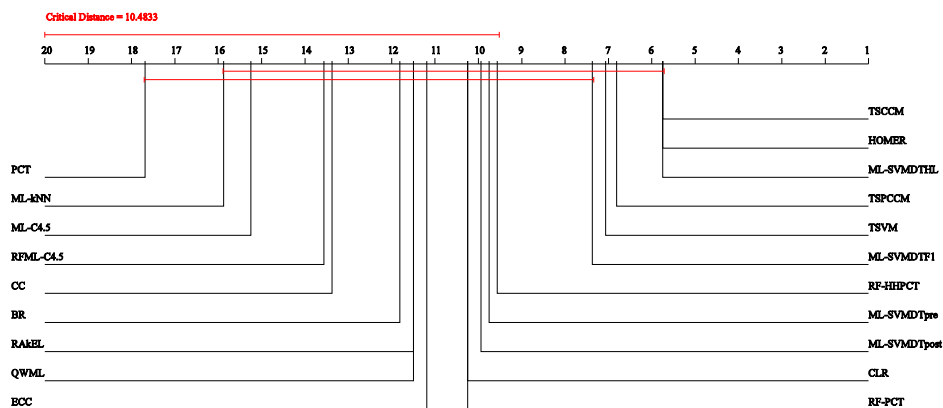 Critical Distance = 10.4833
20 19 18 17 16 15 14 13 12 11 10 9 8 7 6 5 4 3 2 1
TSCCM
HOMER
PCT ML-SVMDTHL
ML-kNN TSPCCM
ML-C4.5 TSVM
RFML-C4.5 ML-SVMDTF1
CC RF-HHPCT
BR ML-SVMDTpre
RAkEL ML-SVMDTpost
QWML CLR
ECC RF-PCT